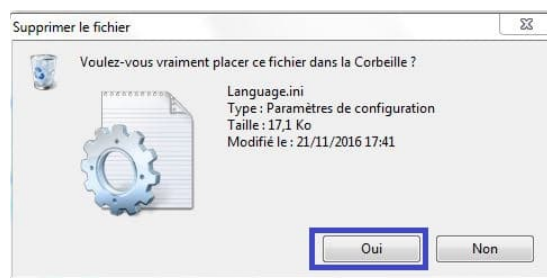 Supprimer le fichier
Voulez-vous vraiment placer ce fichier dans la Corbeille ?
Language.ini
Type : Paramètres de configuration
Taille : 17,1 Ko
Modifié le : 21/11/2016 17:41
Oui
Non